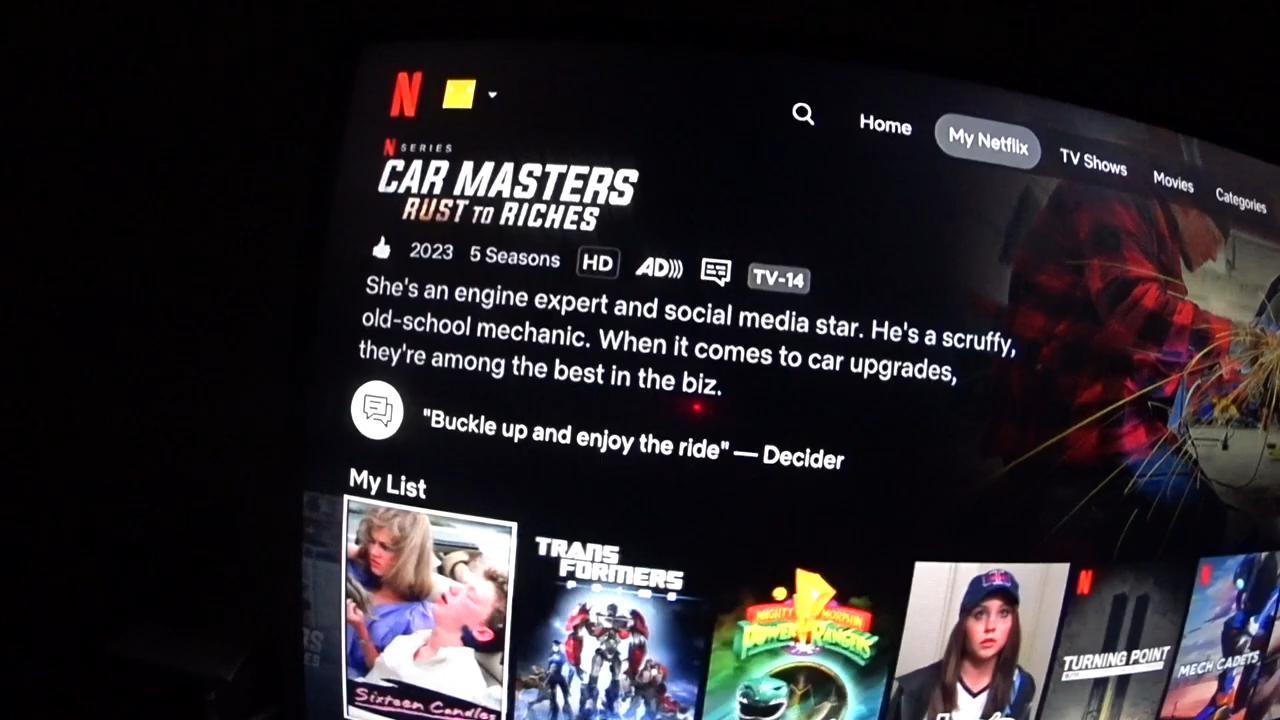 N
Home
My Netflix
TV Shows
Movies
Categories
N SERIES
CAR MASTERS
RUST TO RICHES
2023 5 Seasons HD AD))) TV-14
She's an engine expert and social media star. He's a scruffy,
old-school mechanic. When it comes to car upgrades,
they're among the best in the biz.
"Buckle up and enjoy the ride" — Decider
My List
Sixteen Candles
TRANSFORMERS
PRIME
MIGHTY MORPHIN
POWER RANGERS
N
TURNING POINT
N
MECH CADETS